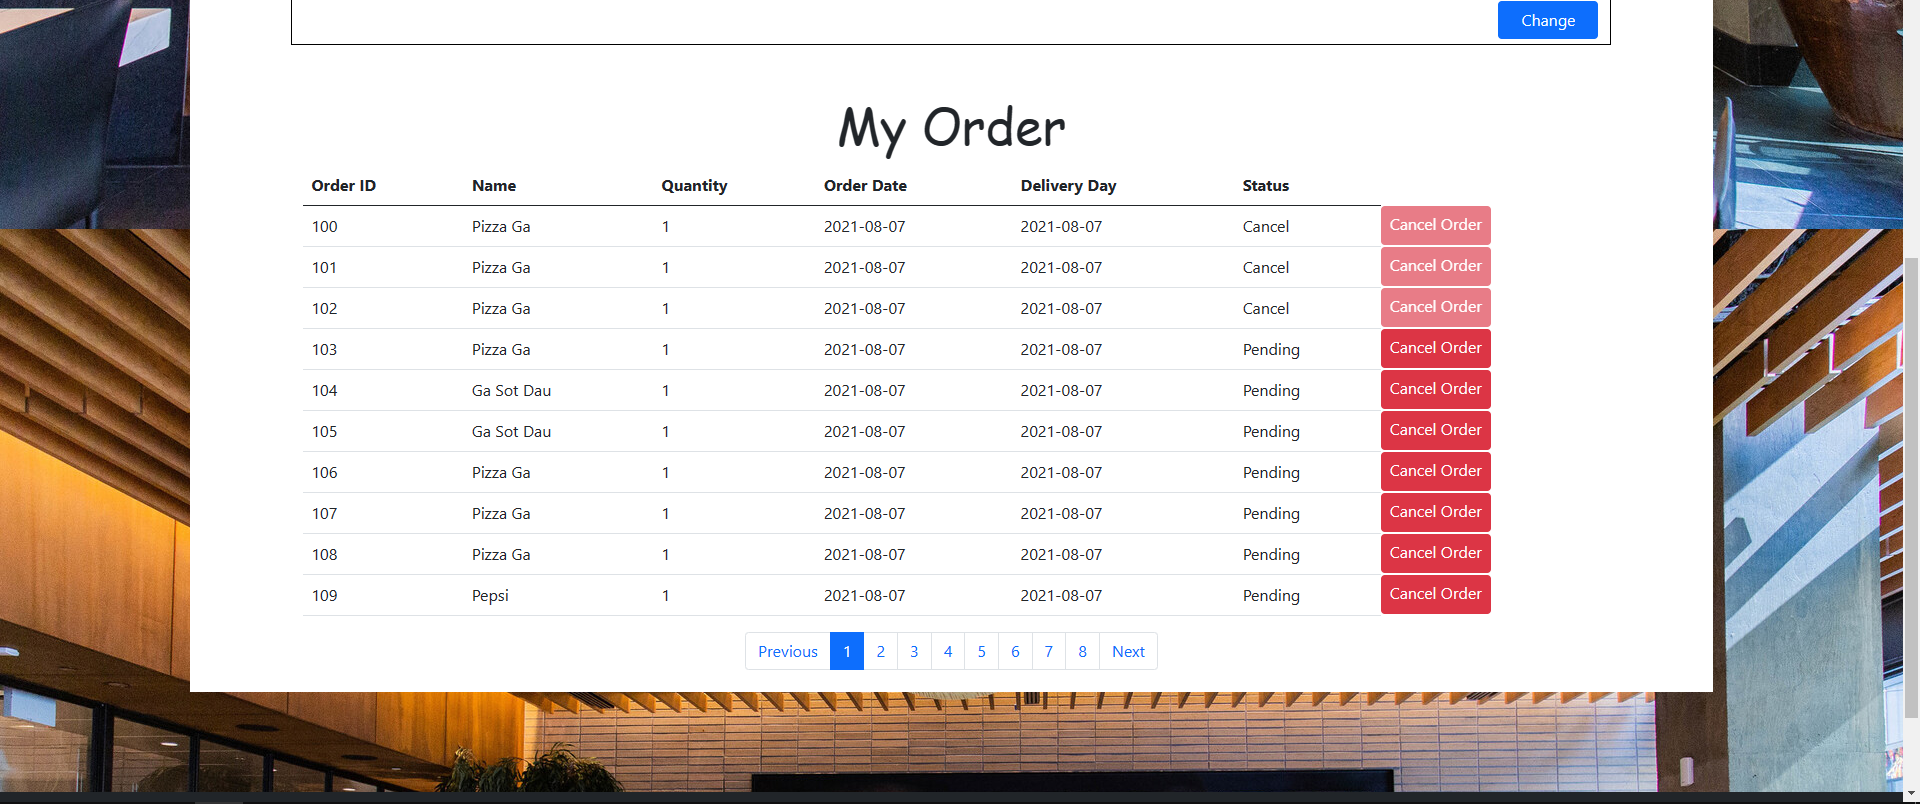 Change
My Order
Order ID Name Quantity Order Date Delivery Day Status
100 Pizza Ga 1 2021-08-07 2021-08-07 Cancel Cancel Order
101 Pizza Ga 1 2021-08-07 2021-08-07 Cancel Cancel Order
102 Pizza Ga 1 2021-08-07 2021-08-07 Cancel Cancel Order
103 Pizza Ga 1 2021-08-07 2021-08-07 Pending Cancel Order
104 Ga Sot Dau 1 2021-08-07 2021-08-07 Pending Cancel Order
105 Ga Sot Dau 1 2021-08-07 2021-08-07 Pending Cancel Order
106 Pizza Ga 1 2021-08-07 2021-08-07 Pending Cancel Order
107 Pizza Ga 1 2021-08-07 2021-08-07 Pending Cancel Order
108 Pizza Ga 1 2021-08-07 2021-08-07 Pending Cancel Order
109 Pepsi 1 2021-08-07 2021-08-07 Pending Cancel Order
Previous 1 2 3 4 5 6 7 8 Next